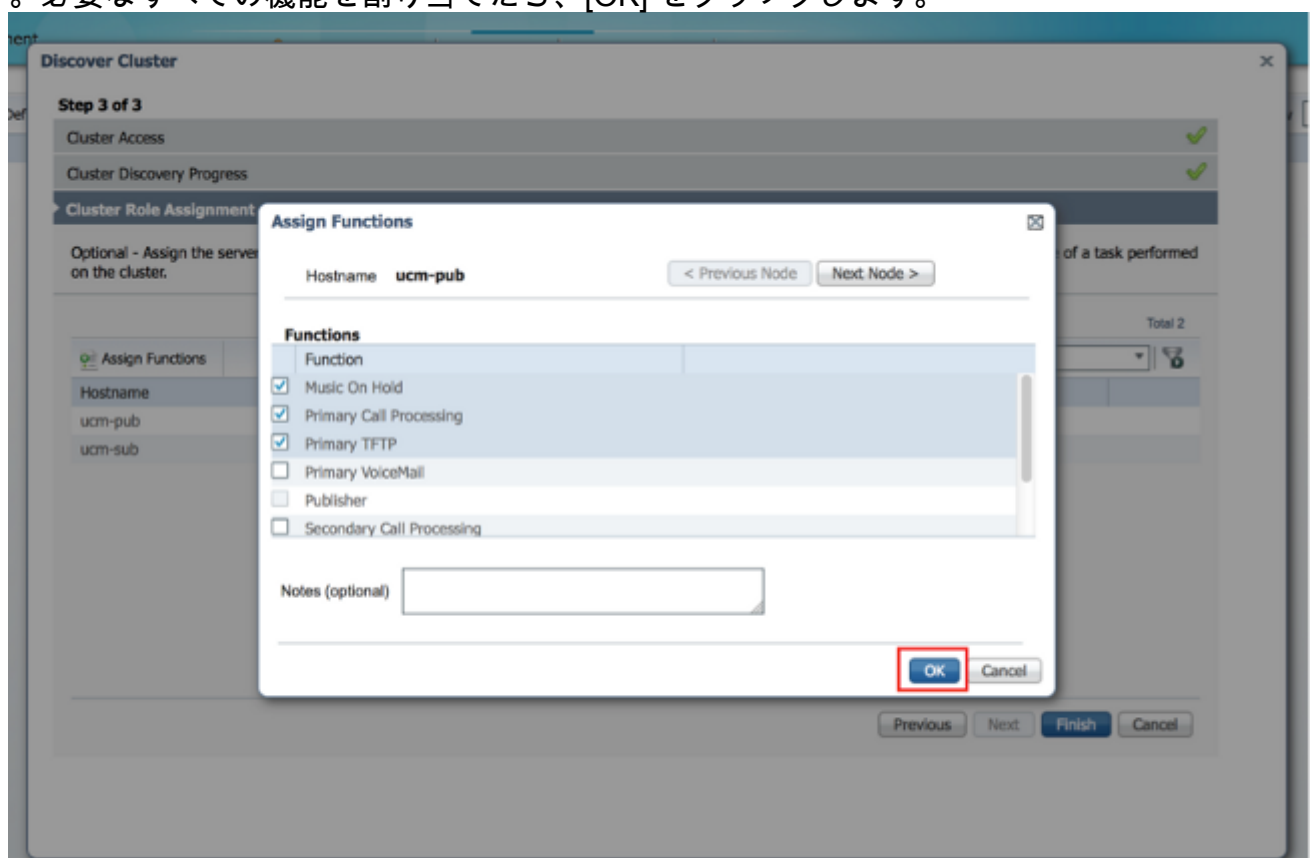 。必要なすべての機能を割り当てたら、[OK] をクリックします。
Discover Cluster
Step 3 of 3
Cluster Access
Cluster Discovery Progress
Cluster Role Assignment
Optional - Assign the
of a task performed
on the cluster.
Total 2
Assign Functions
Hostname
ucm-pub
ucm-sub
Assign Functions
Hostname ucm-pub
< Previous Node
Next Node >
Functions
Function
Music On Hold
Primary Call Processing
Primary TFTP
Primary VoiceMail
Publisher
Secondary Call Processing
Notes (optional)
OK
Cancel
Previous
Next
Finish
Cancel